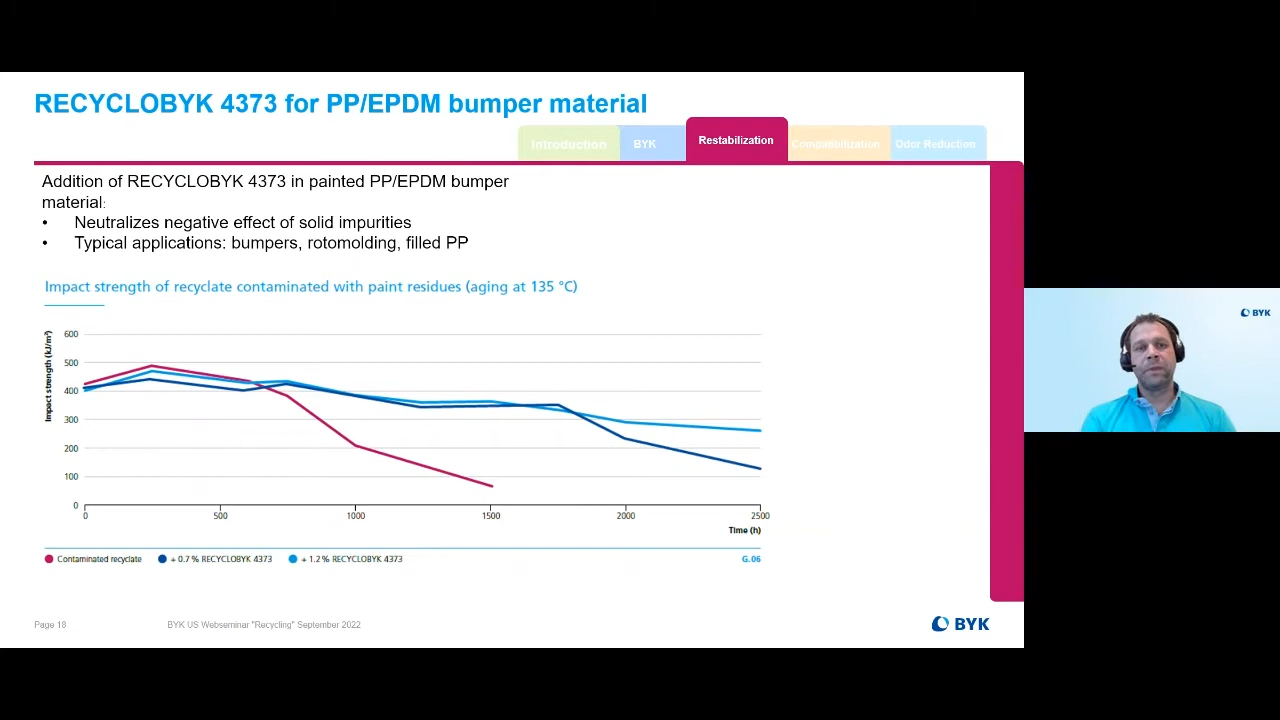 RECYCLOBYK 4373 for PP/EPDM bumper material
Introduction
BYK
Restabilization
Compatibilization
Odor Reduction
Addition of RECYCLOBYK 4373 in painted PP/EPDM bumper
material:
• Neutralizes negative effect of solid impurities
• Typical applications: bumpers, rotomolding, filled PP
Impact strength of recyclate contaminated with paint residues (aging at 135 °C)
Impact strength (kJ/m²)
600
500
400
300
200
100
0
0 500 1000 1500 2000 2500
Time (h)
Contaminated recyclate + 0.7 % RECYCLOBYK 4373 + 1.2 % RECYCLOBYK 4373 G.06
Page 18 BYK US Webseminar "Recycling" September 2022
BYK
BYK